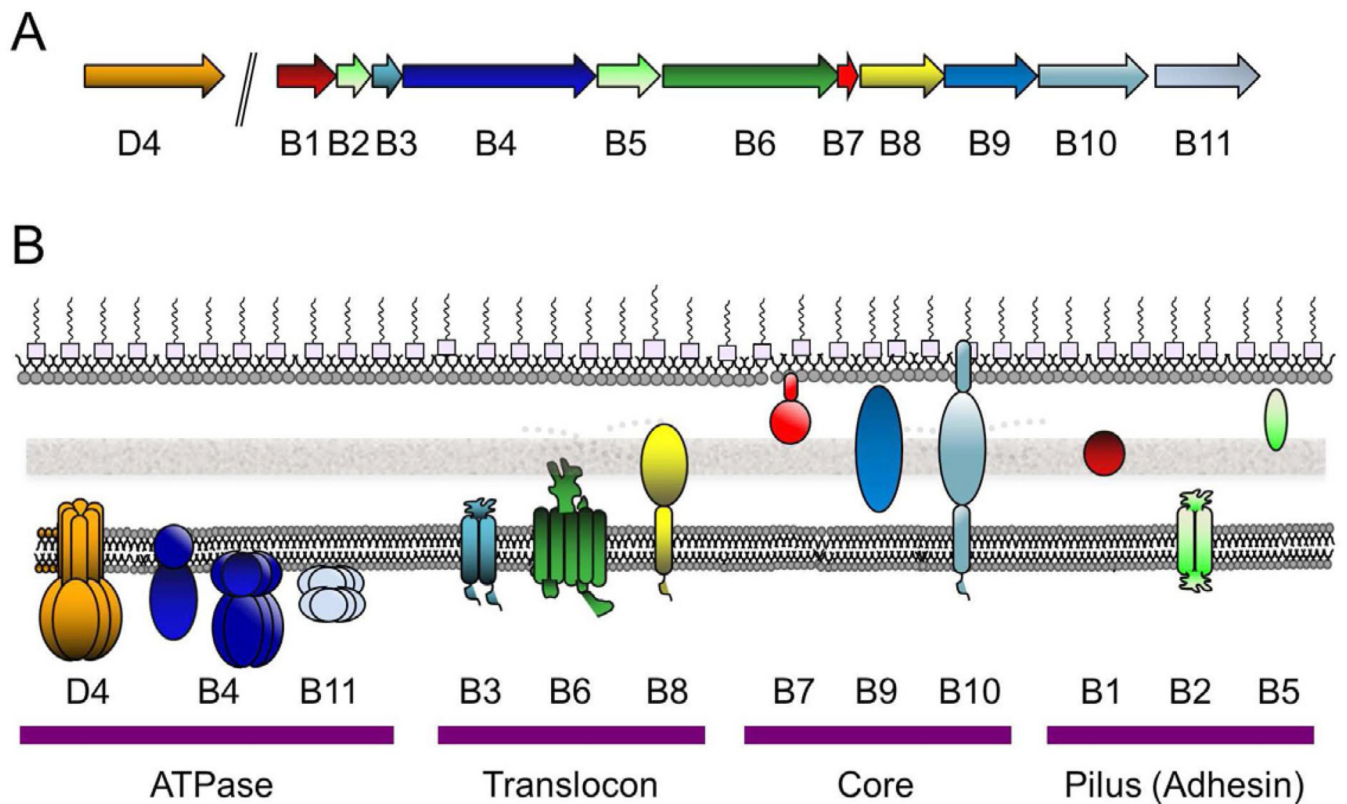 A
D4 B1 B2 B3 B4 B5 B6 B7 B8 B9 B10 B11
B
D4 B4 B11 B3 B6 B8 B7 B9 B10 B1 B2 B5
ATPase Translocon Core Pilus (Adhesin)